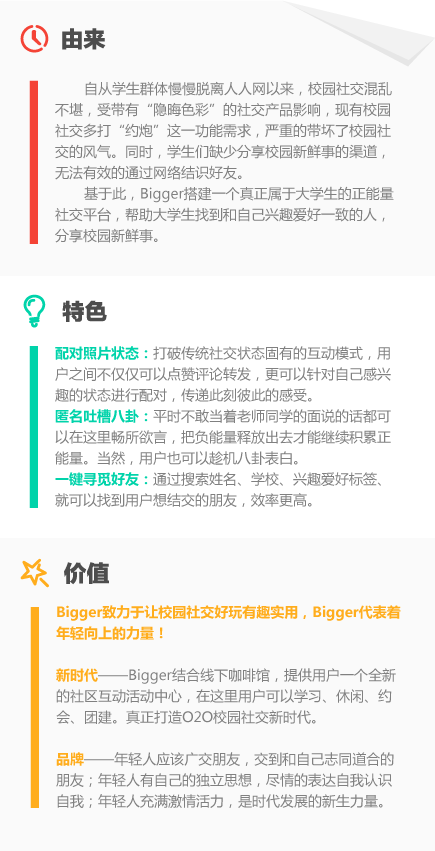 由来
自从学生群体慢慢脱离人人网以来，校园社交混乱
不堪，受带有“隐晦色彩”的社交产品影响，现有校园
社交多打“约炮”这一功能需求，严重的带坏了校园社
交的风气。同时，学生们缺少分享校园新鲜事的渠道，
无法有效的通过网络结识好友。
基于此，Bigger搭建一个真正属于大学生的正能量
社交平台，帮助大学生找到和自己兴趣爱好一致的人，
分享校园新鲜事。
特色
配对照片状态：打破传统社交状态固有的互动模式，用
户之间不仅仅可以点赞评论转发，更可以针对自己感兴
趣的状态进行配对，传递此刻彼此的感受。
匿名吐槽八卦：平时不敢当着老师同学的面说的话都可
以在这里畅所欲言，把负能量释放出去才能继续积累正
能量。当然，用户也可以趁机八卦表白。
一键寻觅好友：通过搜索姓名、学校、兴趣爱好标签、
就可以找到用户想结交的朋友，效率更高。
价值
Bigger致力于让校园社交好玩有趣实用，Bigger代表着
年轻向上的力量！
新时代——Bigger结合线下咖啡馆，提供用户一个全新
的社区互动活动中心，在这里用户可以学习、休闲、约
会、团建。真正打造O2O校园社交新时代。
品牌——年轻人应该广交朋友，交到和自己志同道合的
朋友；年轻人有自己的独立思想，尽情的表达自我认识
自我；年轻人充满激情活力，是时代发展的新生力量。